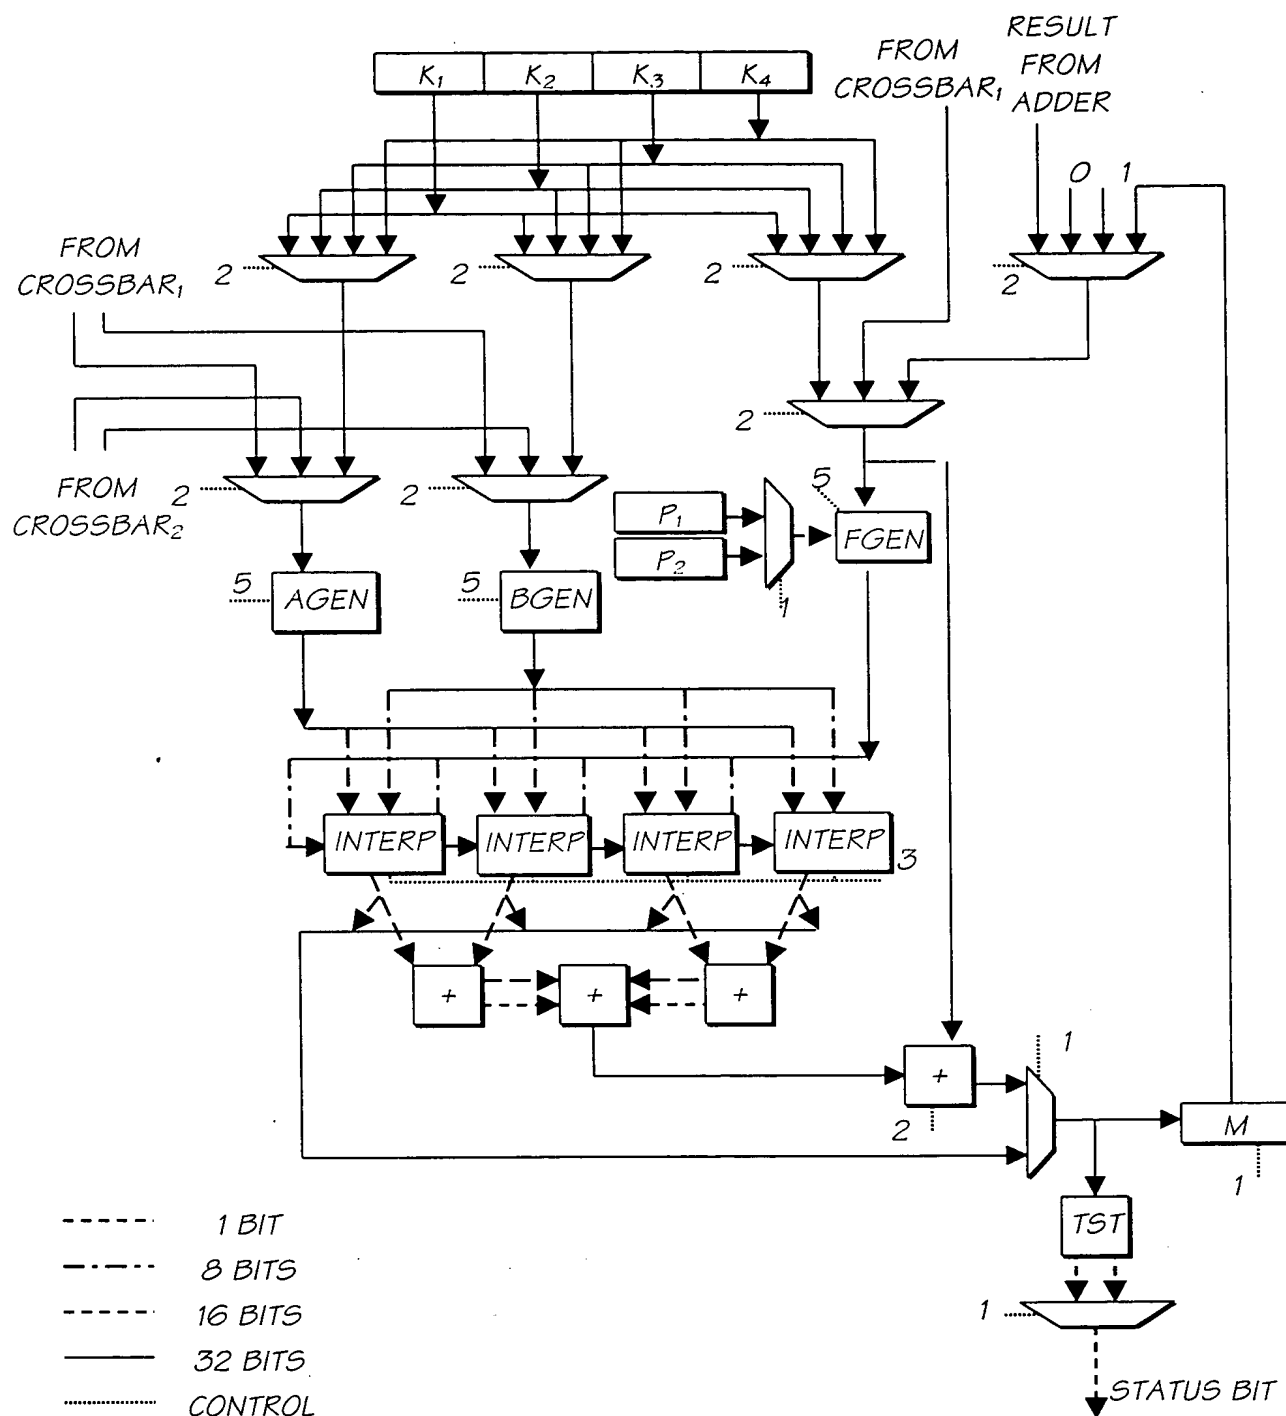 RESULT
FROM
ADDER
FROM
CROSSBAR1
K1 K2 K3 K4
0 1
FROM
CROSSBAR1
2 2 2 2
2
FROM
CROSSBAR2
2 2
5
P1
P2
FGEN
1
5 AGEN
5 BGEN
INTERP INTERP INTERP INTERP 3
+ + +
1
+
2
M
1
TST
1
STATUS BIT
1 BIT
8 BITS
16 BITS
32 BITS
CONTROL